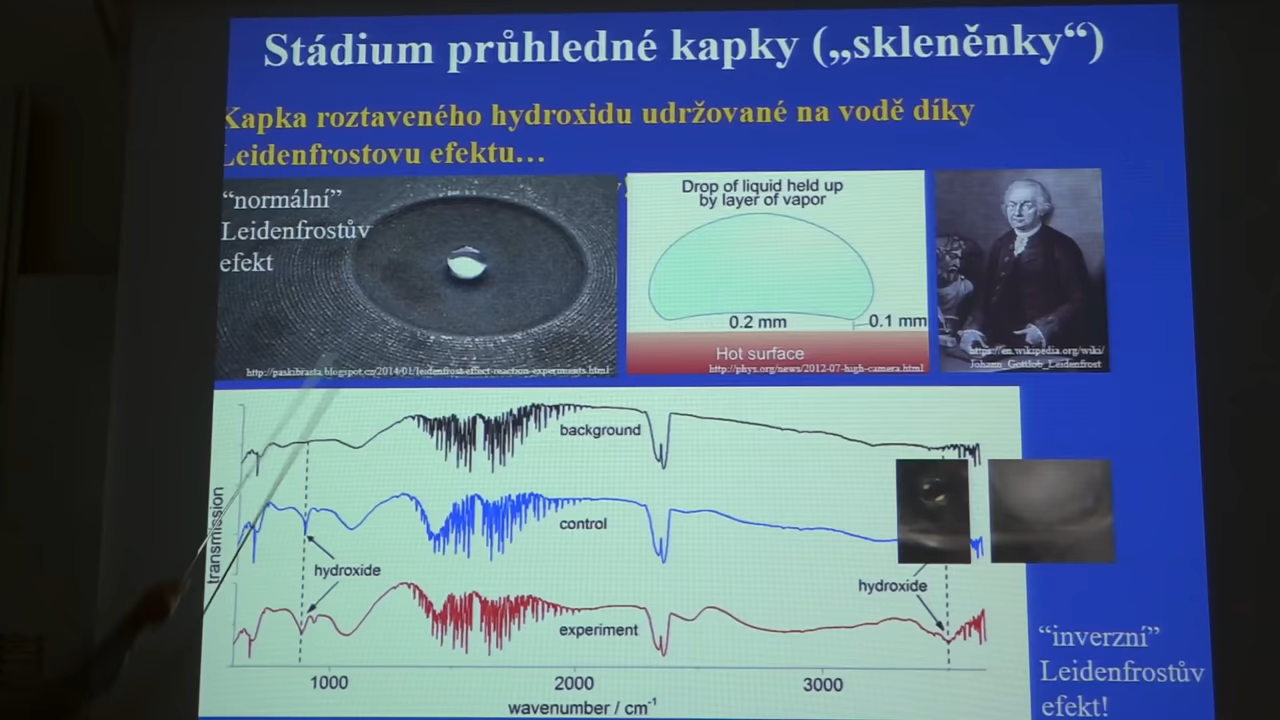 Stádium průhledné kapky („skleněnky“)
Kapka roztaveného hydroxidu udržované na vodě díky
Leidenfrostovu efektu…
“normální”
Leidenfrostův
efekt
http://paskibrasta.blogspot.cz/2014/01/leidenfrost-effect-reaction-experiments.html
Drop of liquid held up
by layer of vapor
0.2 mm
0.1 mm
Hot surface
http://phys.org/news/2012-07-high-camera.html
https://en.wikipedia.org/wiki/
Johann_Gottlob_Leidenfrost
background
control
hydroxide
hydroxide
experiment
transmission
1000
2000
3000
wavenumber / cm⁻¹
“inverzní”
Leidenfrostův
efekt!